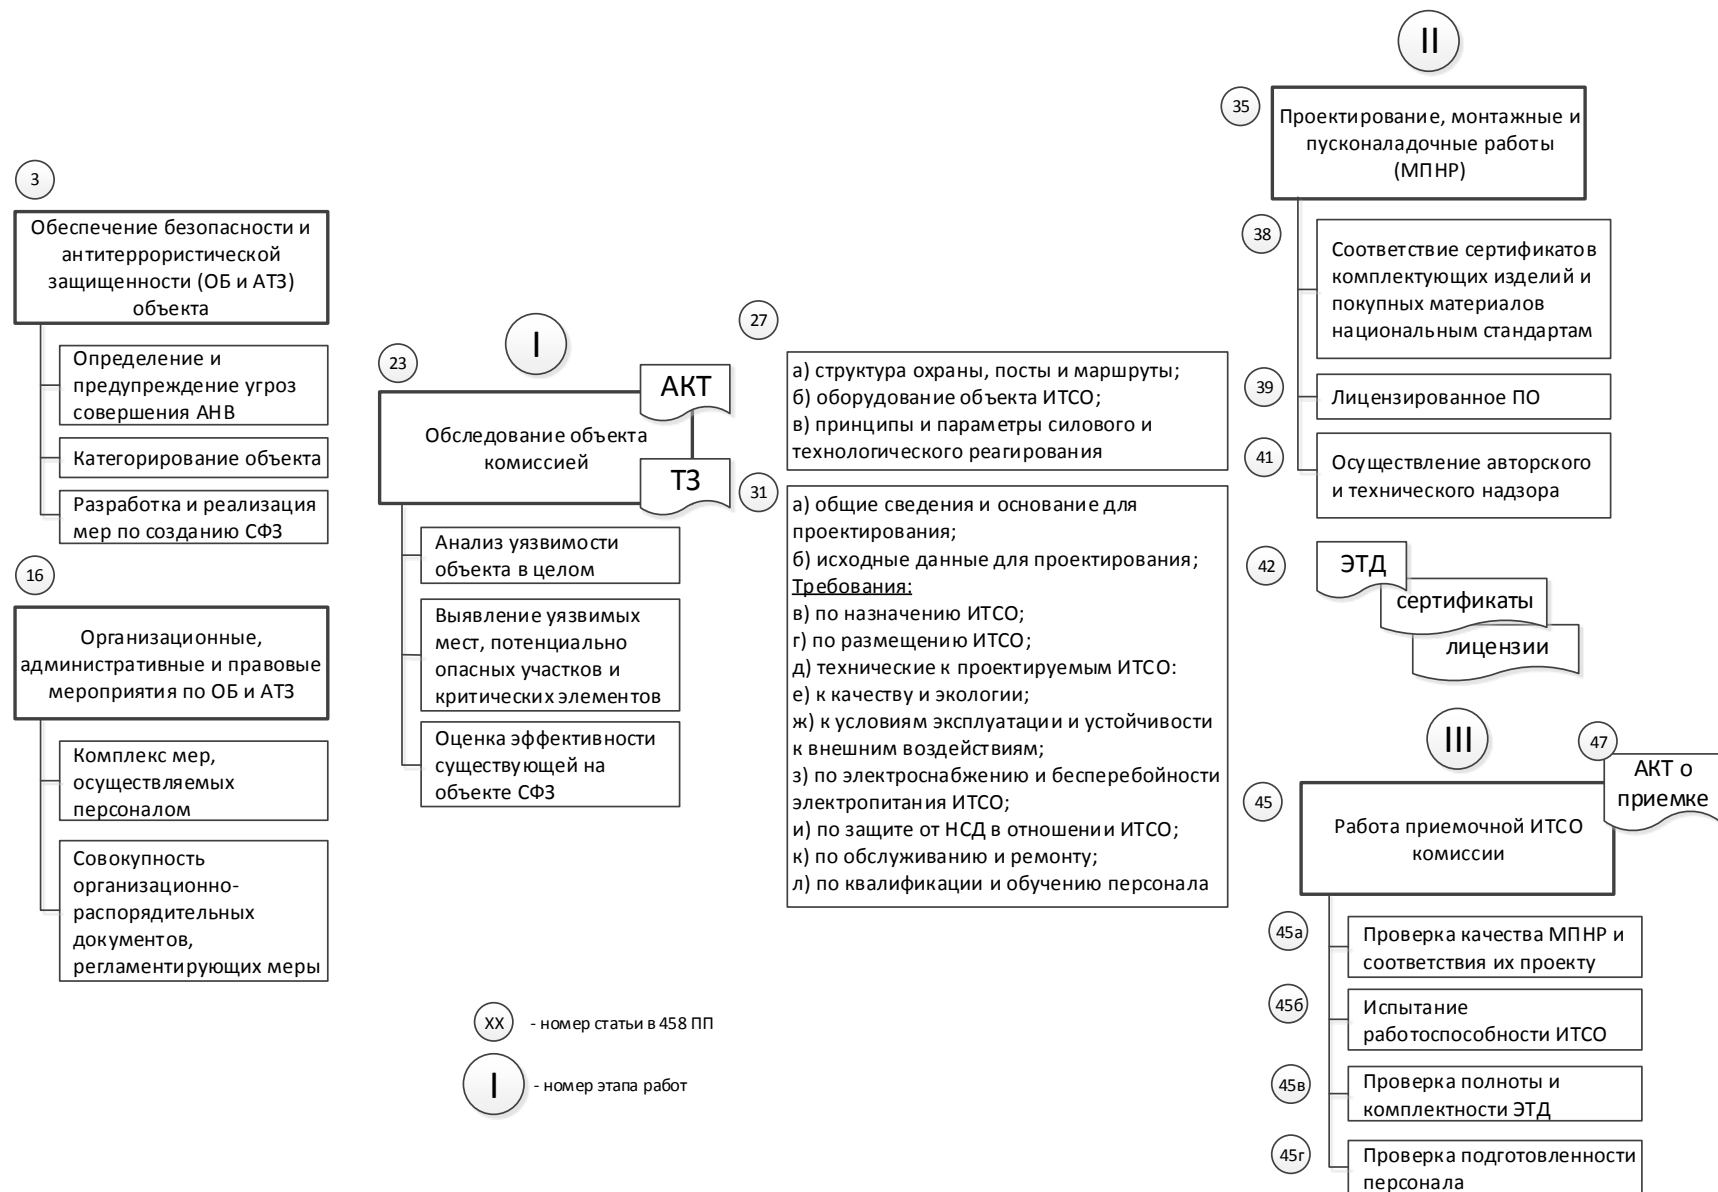 3
Обеспечение безопасности и
антитеррористической
защищенности (ОБ и АТЗ)
объекта
Определение и
предупреждение угроз
совершения АНВ
Категорирование объекта
Разработка и реализация
мер по созданию СФЗ
16
Организационные,
административные и правовые
мероприятия по ОБ и АТЗ
Комплекс мер,
осуществляемых
персоналом
Совокупность
организационно-
распорядительных
документов,
регламентирующих меры
I
23
АКТ
Обследование объекта
комиссией
ТЗ
Анализ уязвимости
объекта в целом
Выявление уязвимых
мест, потенциально
опасных участков и
критических элементов
Оценка эффективности
существующей на
объекте СФЗ
27
а) структура охраны, посты и маршруты;
б) оборудование объекта ИТСО;
в) принципы и параметры силового и
технологического реагирования
31
а) общие сведения и основание для
проектирования;
б) исходные данные для проектирования;
Требования:
в) по назначению ИТСО;
г) по размещению ИТСО;
д) технические к проектируемым ИТСО:
е) к качеству и экологии;
ж) к условиям эксплуатации и устойчивости
к внешним воздействиям;
з) по электроснабжению и бесперебойности
электропитания ИТСО;
и) по защите от НСД в отношении ИТСО;
к) по обслуживанию и ремонту;
л) по квалификации и обучению персонала
II
35
Проектирование, монтажные и
пусконаладочные работы
(МПНР)
38
Соответствие сертификатов
комплектующих изделий и
покупных материалов
национальным стандартам
39
Лицензированное ПО
41
Осуществление авторского
и технического надзора
42
ЭТД
сертификаты
лицензии
III
47
АКТ о
приемке
45
Работа приемочной ИТСО
комиссии
45а
Проверка качества МПНР и
соответствия их проекту
45б
Испытание
работоспособности ИТСО
45в
Проверка полноты и
комплектности ЭТД
45г
Проверка подготовленности
персонала
XX - номер статьи в 458 ПП
I - номер этапа работ